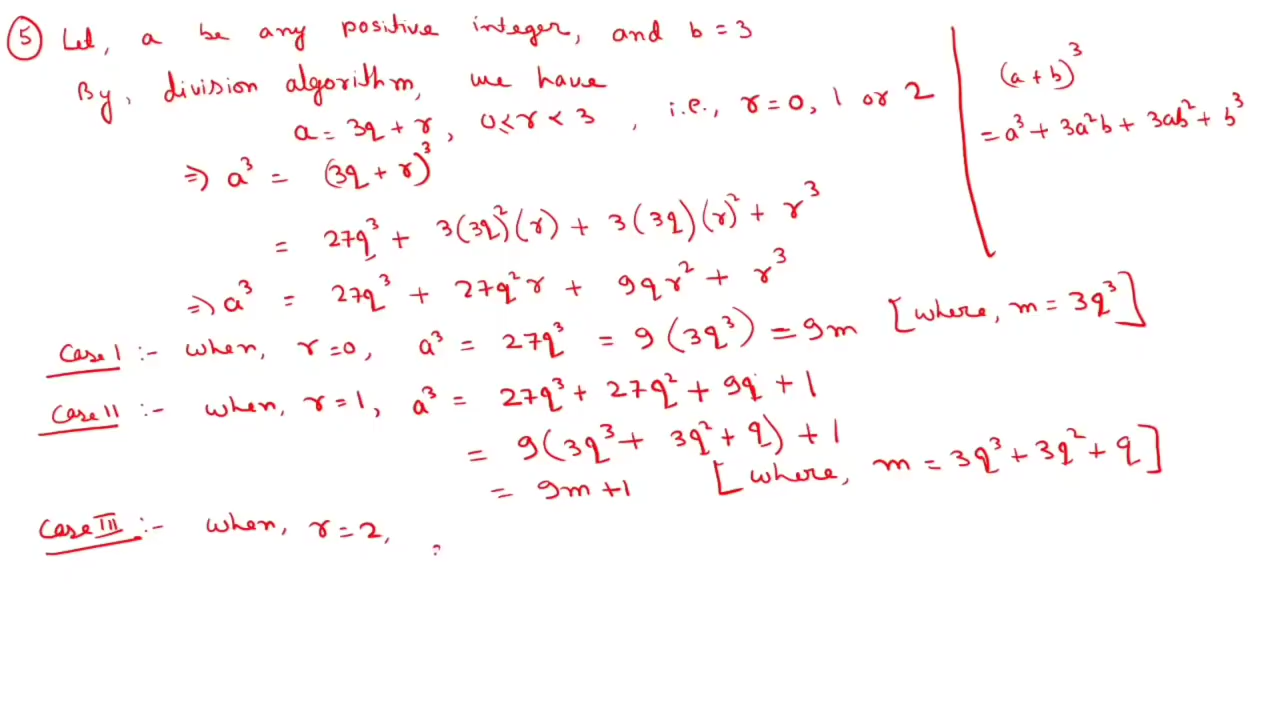 5 Let, a be any positive integer, and b = 3
By, division algorithm, we have
a = 3q + r, 0≤r<3, i.e., r = 0, 1 or 2
⇒ a³ = (3q + r)³
= 27q³ + 3(3q)²(r) + 3(3q)(r)² + r³
⇒ a³ = 27q³ + 27q²r + 9qr² + r³
Case I :- when, r=0, a³ = 27q³ = 9(3q³) = 9m [where, m = 3q³]
Case II :- when, r=1, a³ = 27q³ + 27q² + 9q + 1
= 9(3q³ + 3q² + q) + 1
= 9m+1 [where, m = 3q³ + 3q² + q]
Case III :- when, r=2,
(a + b)³
= a³ + 3a²b + 3ab² + b³